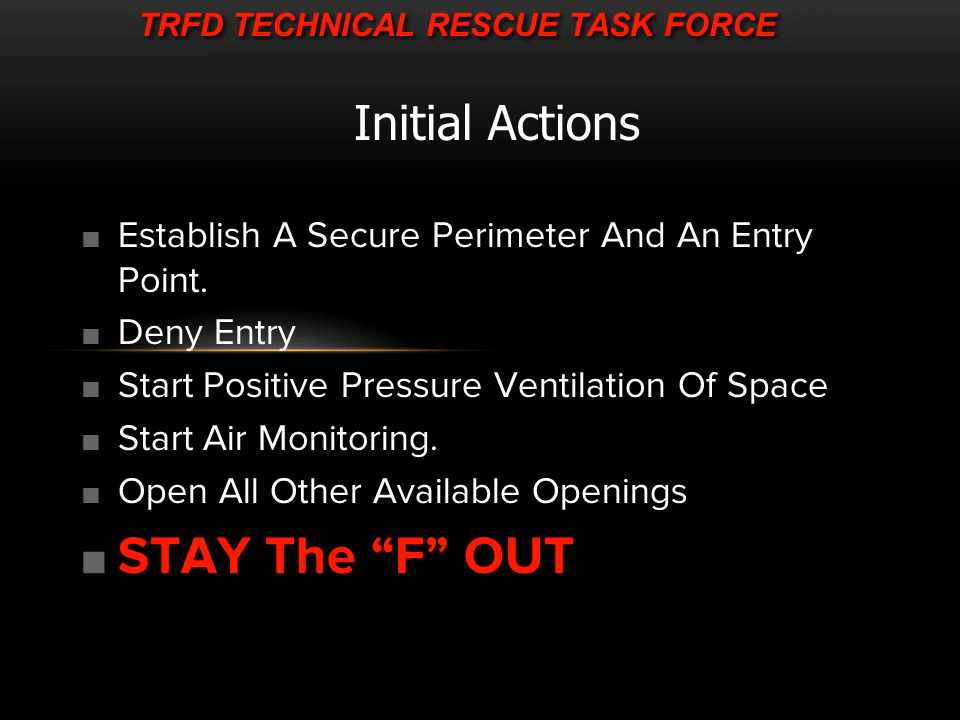 TRFD TECHNICAL RESCUE TASK FORCE
Initial Actions
■ Establish A Secure Perimeter And An Entry
Point.
■ Deny Entry
■ Start Positive Pressure Ventilation Of Space
■ Start Air Monitoring.
■ Open All Other Available Openings
■ STAY The “F” OUT